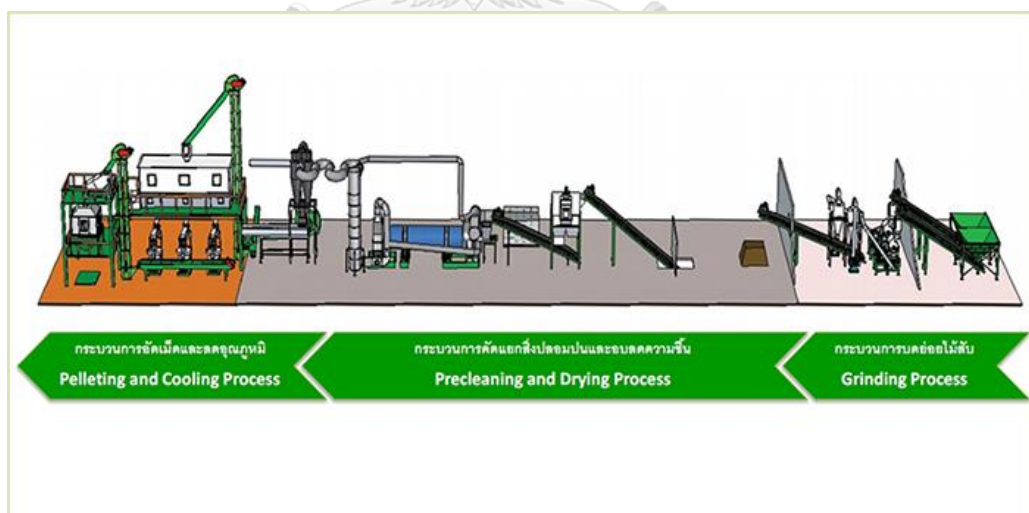 กระบวนการอัดเม็ดและลดอุณหภูมิ
Pelleting and Cooling Process
กระบวนการคัดแยกสิ่งปลอมปนและอบลดความชื้น
Precleaning and Drying Process
กระบวนการบดย่อยไม้สับ
Grinding Process